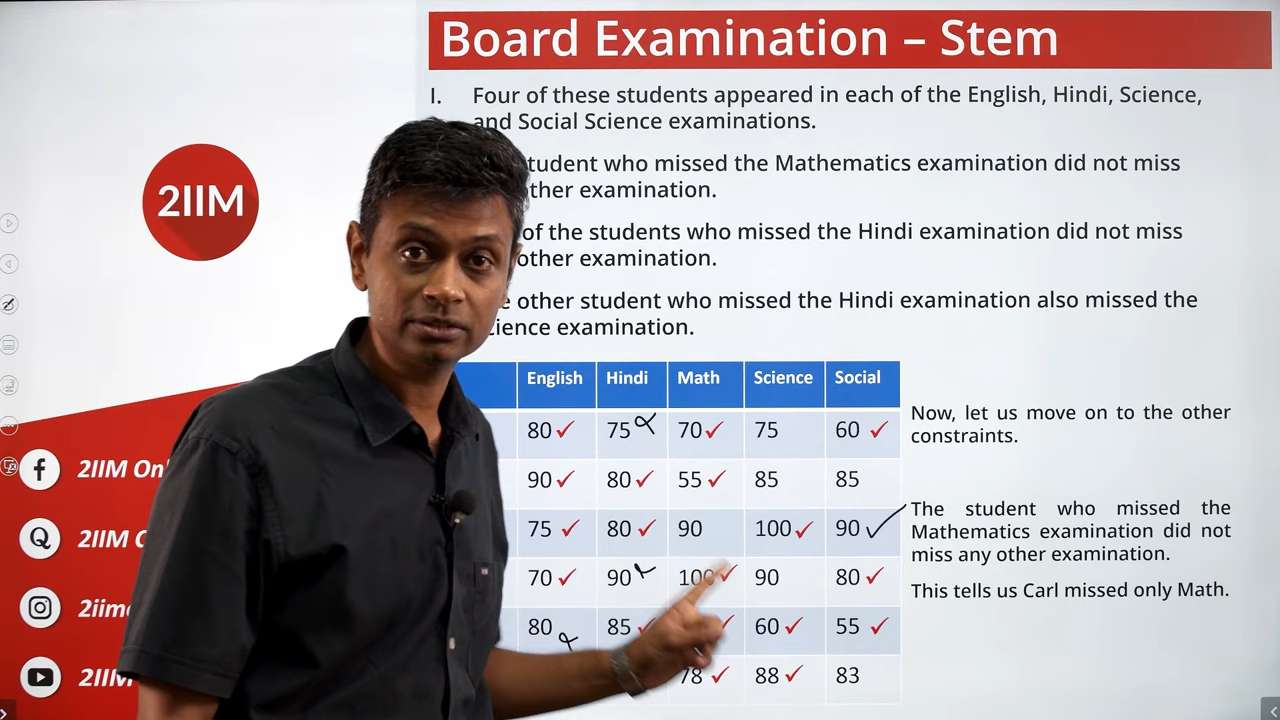 Board Examination – Stem
I. Four of these students appeared in each of the English, Hindi, Science,
and Social Science examinations.
student who missed the Mathematics examination did not miss
other examination.
of the students who missed the Hindi examination did not miss
other examination.
other student who missed the Hindi examination also missed the
examination.
2IIM
English Hindi Math Science Social
80 ✓ 75 70 ✓ 75 60 ✓
90 ✓ 80 ✓ 55 ✓ 85 85
75 ✓ 80 ✓ 90 100 ✓ 90 ✓
70 ✓ 90 100 ✓ 90 80 ✓
80 85 ✓ ✓ 60 ✓ 55 ✓
78 ✓ 88 ✓ 83
Now, let us move on to the other
constraints.
The student who missed the
Mathematics examination did not
miss any other examination.
This tells us Carl missed only Math.
f 2IIM
Q 2IIM
2iim
2IIM